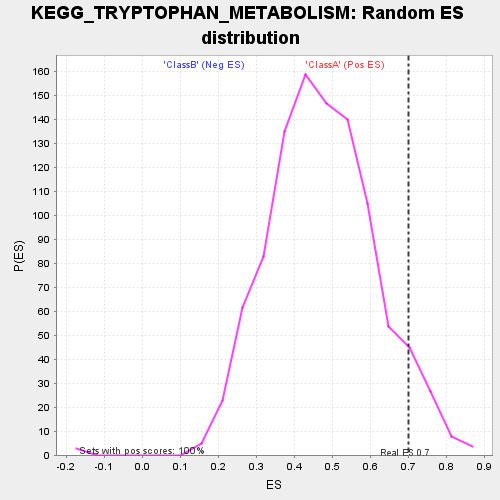 KEGG_TRYPTOPHAN_METABOLISM: Random ES
distribution
'ClassB' (Neg ES) 'ClassA' (Pos ES)
160
150
140
130
120
110
100
90
80
70
60
50
40
30
20
10
0
P(ES)
Sets with pos scores: 100%
Real ES 0.7
-0.2 -0.1 0.0 0.1 0.2 0.3 0.4 0.5 0.6 0.7 0.8 0.9
ES